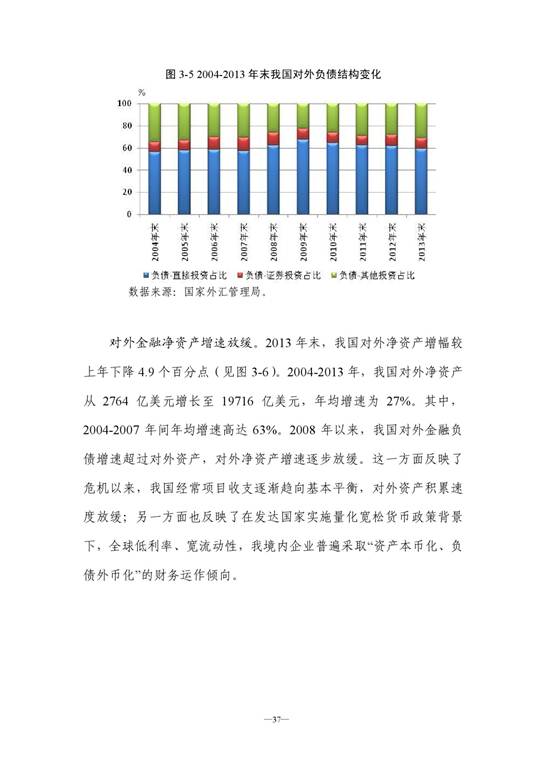 图 3-5 2004-2013 年末我国对外负债结构变化
%
100
80
60
40
20
0
2004年末 2005年末 2006年末 2007年末 2008年末 2009年末 2010年末 2011年末 2012年末 2013年末
负债-直接投资占比 负债-证券投资占比 负债-其他投资占比
数据来源：国家外汇管理局。
对外金融净资产增速放缓。2013 年末，我国对外净资产增幅较
上年下降 4.9 个百分点（见图 3-6）。2004-2013 年，我国对外净资产
从 2764 亿美元增长至 19716 亿美元，年均增速为 27%。其中，
2004-2007 年间年均增速高达 63%。2008 年以来，我国对外金融负
债增速超过对外资产，对外净资产增速逐步放缓。这一方面反映了
危机以来，我国经常项目收支逐渐趋向基本平衡，对外资产积累速
度放缓；另一方面也反映了在发达国家实施量化宽松货币政策背景
下，全球低利率、宽流动性，我境内企业普遍采取“资产本币化、负
债外币化”的财务运作倾向。
—37—